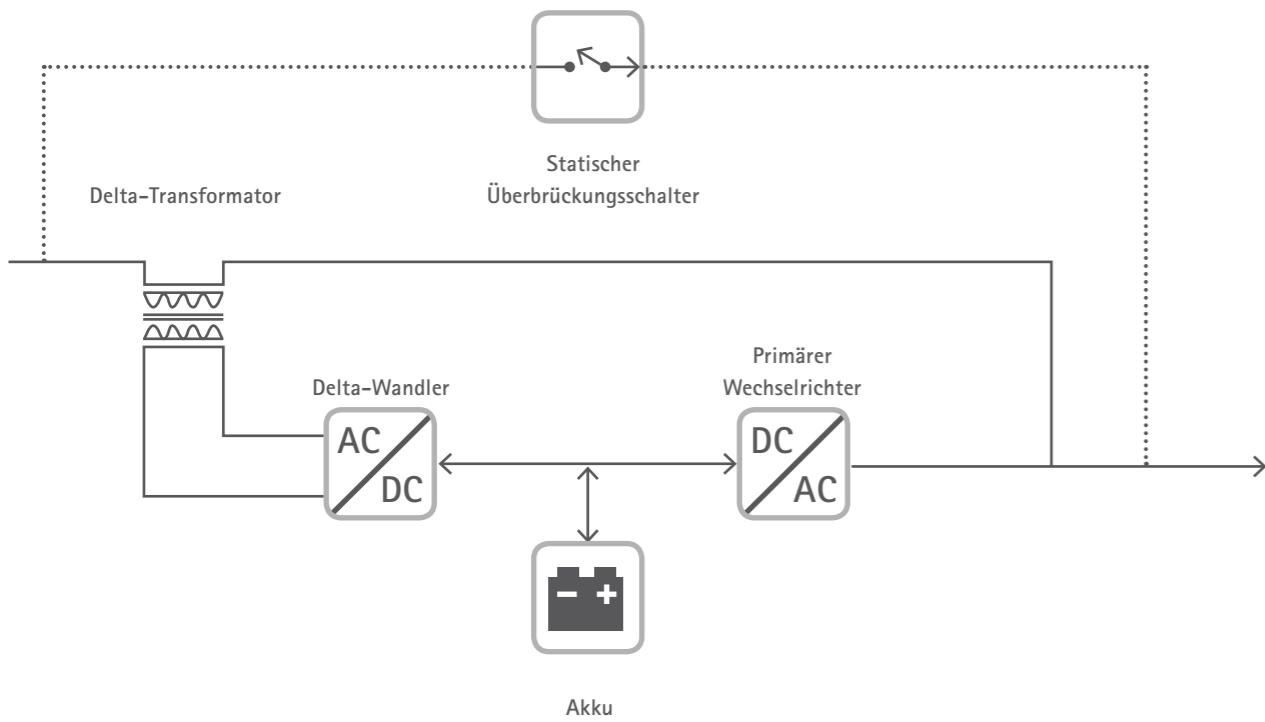 Statischer
Überbrückungsschalter
Delta-Transformator
Primärer
Wechselrichter
Delta-Wandler
AC
DC
DC
AC
Akku